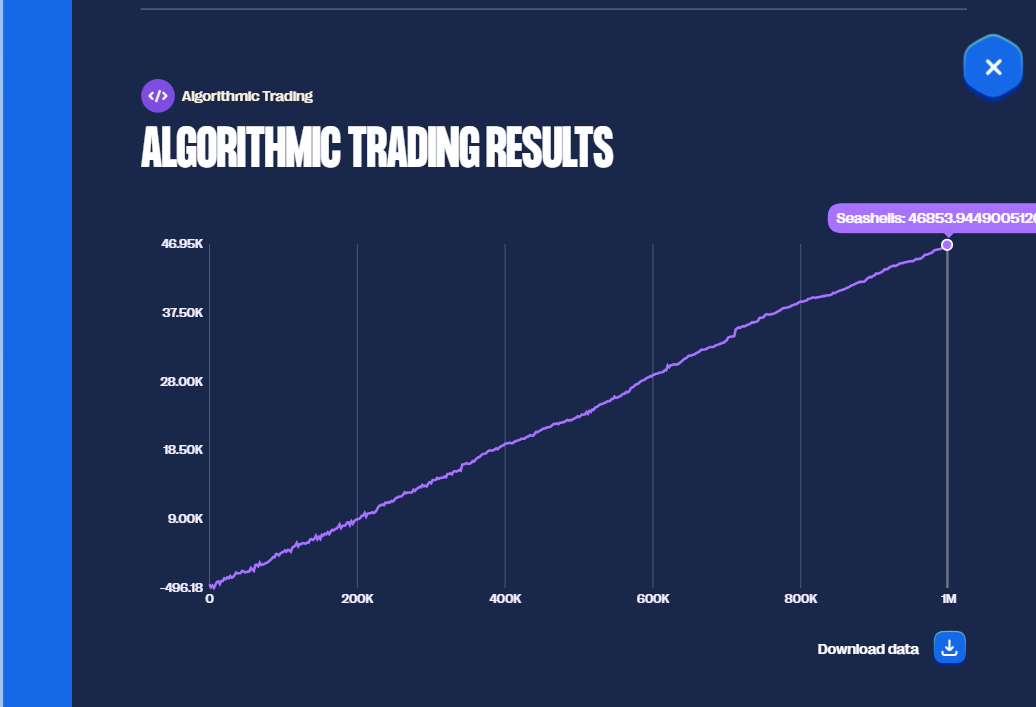 Algorithmic Trading
ALGORITHMIC TRADING RESULTS
Seashells: 46853.944900512
46.95K
37.50K
28.00K
18.50K
9.00K
-496.18
0 200K 400K 600K 800K 1M
Download data